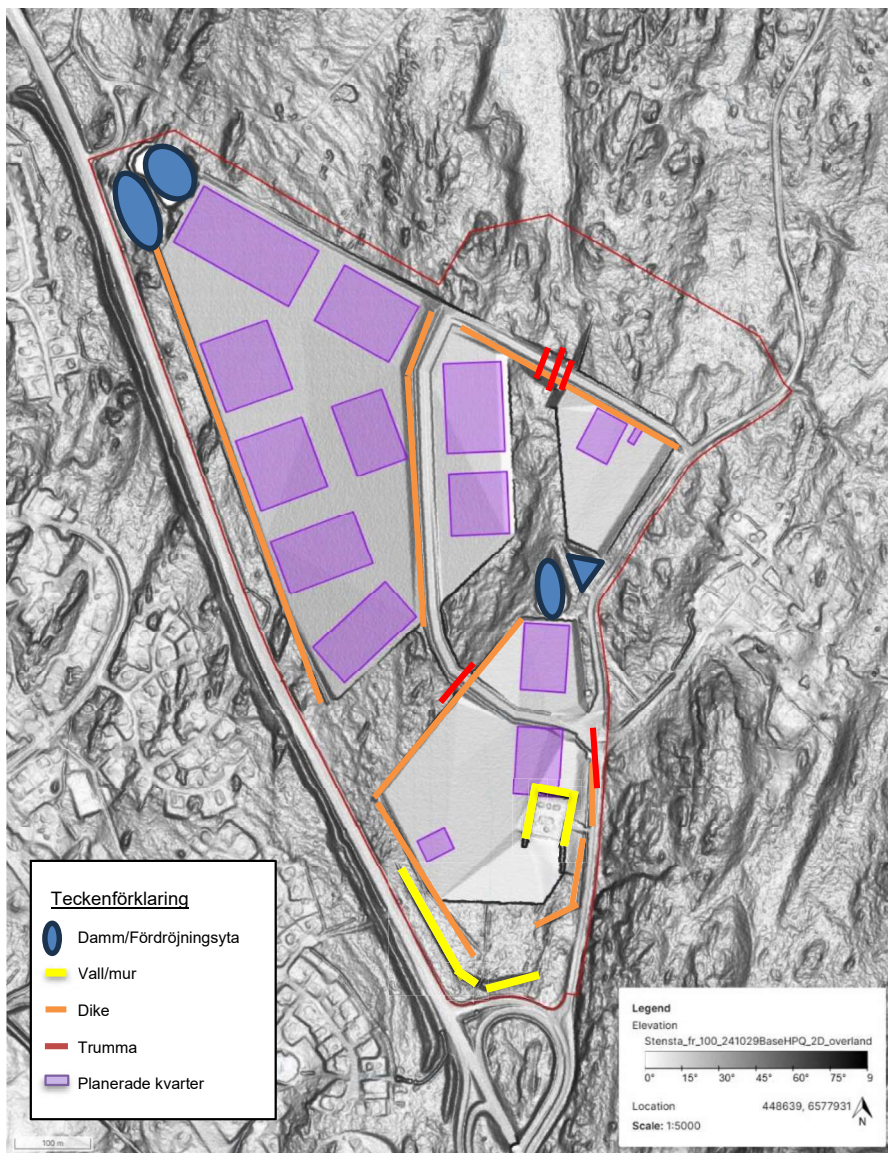 Teckenförklaring
Damm/Fördröjningsyta
Vall/mur
Dike
Trumma
Planerade kvarter
Legend
Elevation
Stensta_fr_100_241029BaseHPQ_2D_overland
0° 15° 30° 45° 60° 75° 9
Location 448639, 6577931
Scale: 1:5000
N
100 m